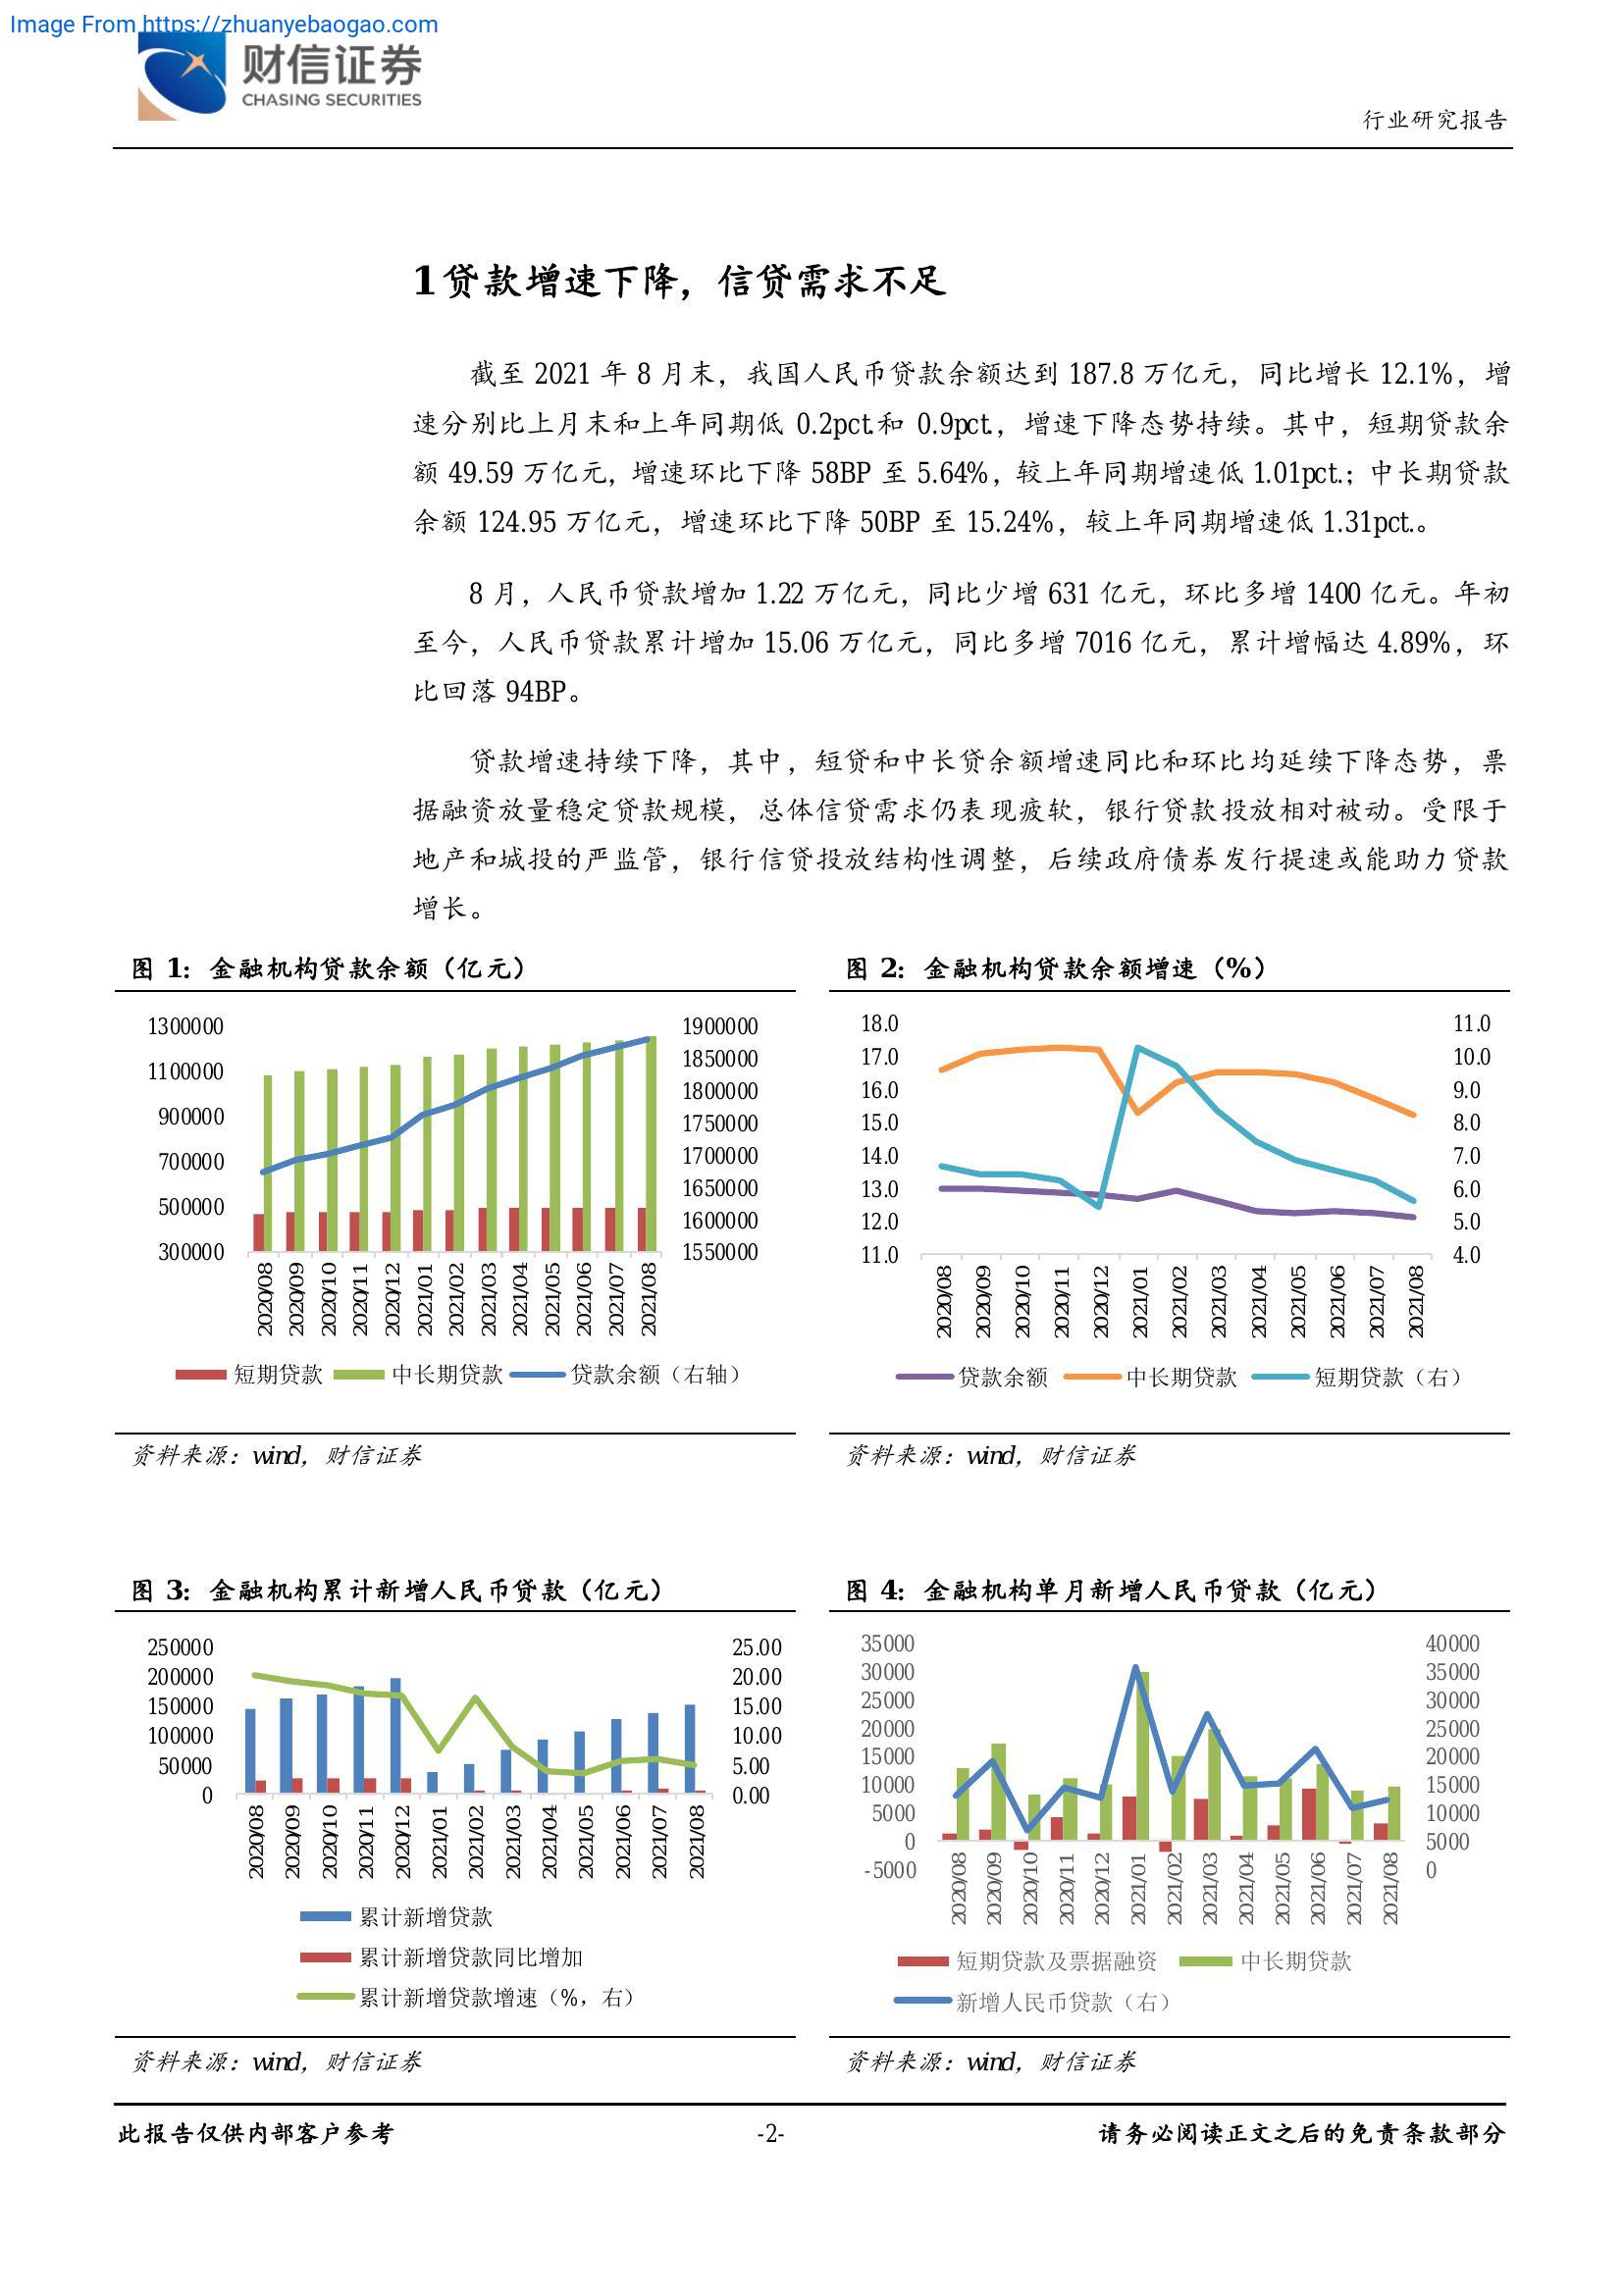 Image From https://zhuanyebaogao.com
财信证券
CHASING SECURITIES
行业研究报告
1 贷款增速下降，信贷需求不足
截至 2021 年 8 月末，我国人民币贷款余额达到 187.8 万亿元，同比增长 12.1%，增
速分别比上月末和上年同期低 0.2pct.和 0.9pct.，增速下降态势持续。其中，短期贷款余
额 49.59 万亿元，增速环比下降 58BP 至 5.64%，较上年同期增速低 1.01pct.；中长期贷款
余额 124.95 万亿元，增速环比下降 50BP 至 15.24%，较上年同期增速低 1.31pct.。
8 月，人民币贷款增加 1.22 万亿元，同比少增 631 亿元，环比多增 1400 亿元。年初
至今，人民币贷款累计增加 15.06 万亿元，同比多增 7016 亿元，累计增幅达 4.89%，环
比回落 94BP。
贷款增速持续下降，其中，短贷和中长贷余额增速同比和环比均延续下降态势，票
据融资放量稳定贷款规模，总体信贷需求仍表现疲软，银行贷款投放相对被动。受限于
地产和城投的严监管，银行信贷投放结构性调整，后续政府债券发行提速或能助力贷款
增长。
图 1：金融机构贷款余额（亿元）
1300000
1100000
900000
700000
500000
300000
1900000
1850000
1800000
1750000
1700000
1650000
1600000
1550000
2020/08 2020/09 2020/10 2020/11 2020/12 2021/01 2021/02 2021/03 2021/04 2021/05 2021/06 2021/07 2021/08
短期贷款 中长期贷款 贷款余额（右轴）
资料来源：wind，财信证券
图 2：金融机构贷款余额增速（%）
18.0
17.0
16.0
15.0
14.0
13.0
12.0
11.0
11.0
10.0
9.0
8.0
7.0
6.0
5.0
4.0
2020/08 2020/09 2020/10 2020/11 2020/12 2021/01 2021/02 2021/03 2021/04 2021/05 2021/06 2021/07 2021/08
贷款余额 中长期贷款 短期贷款（右）
资料来源：wind，财信证券
图 3：金融机构累计新增人民币贷款（亿元）
250000
200000
150000
100000
50000
0
25.00
20.00
15.00
10.00
5.00
0.00
2020/08 2020/09 2020/10 2020/11 2020/12 2021/01 2021/02 2021/03 2021/04 2021/05 2021/06 2021/07 2021/08
累计新增贷款
累计新增贷款同比增加
累计新增贷款增速（%，右）
资料来源：wind，财信证券
图 4：金融机构单月新增人民币贷款（亿元）
35000
30000
25000
20000
15000
10000
5000
0
-5000
40000
35000
30000
25000
20000
15000
10000
5000
0
2020/08 2020/09 2020/10 2020/11 2020/12 2021/01 2021/02 2021/03 2021/04 2021/05 2021/06 2021/07 2021/08
短期贷款及票据融资 中长期贷款
新增人民币贷款（右）
资料来源：wind，财信证券
此报告仅供内部客户参考
-2-
请务必阅读正文之后的免责条款部分